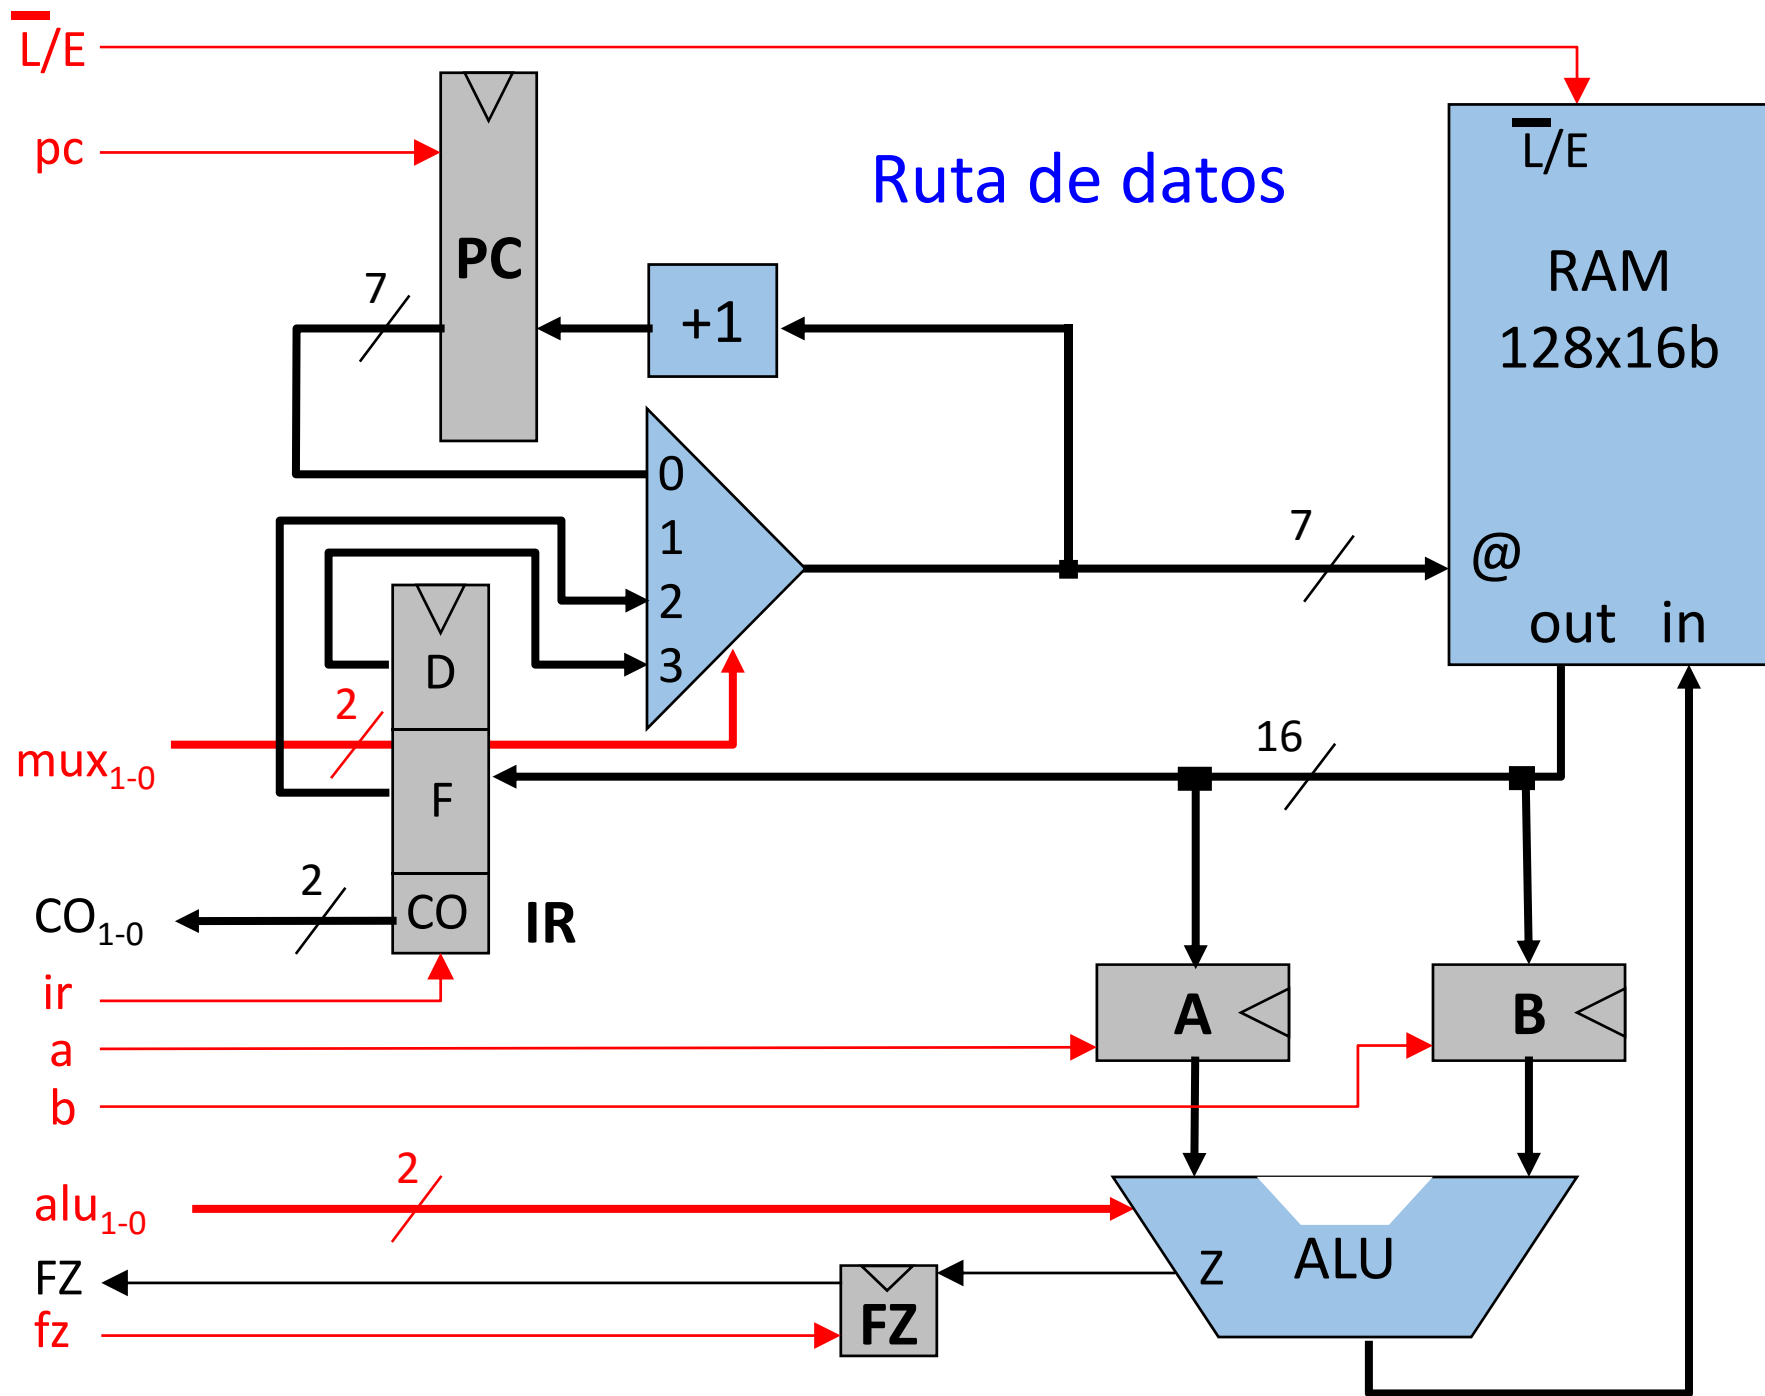 L/E
pc
PC
7
+1
Ruta de datos
L/E
RAM
128x16b
0
1
2
3
7
@
out in
D
2
mux1-0
F
16
2
CO1-0
CO
IR
ir
a
A
B
b
2
alu1-0
ALU
Z
FZ
FZ
fz